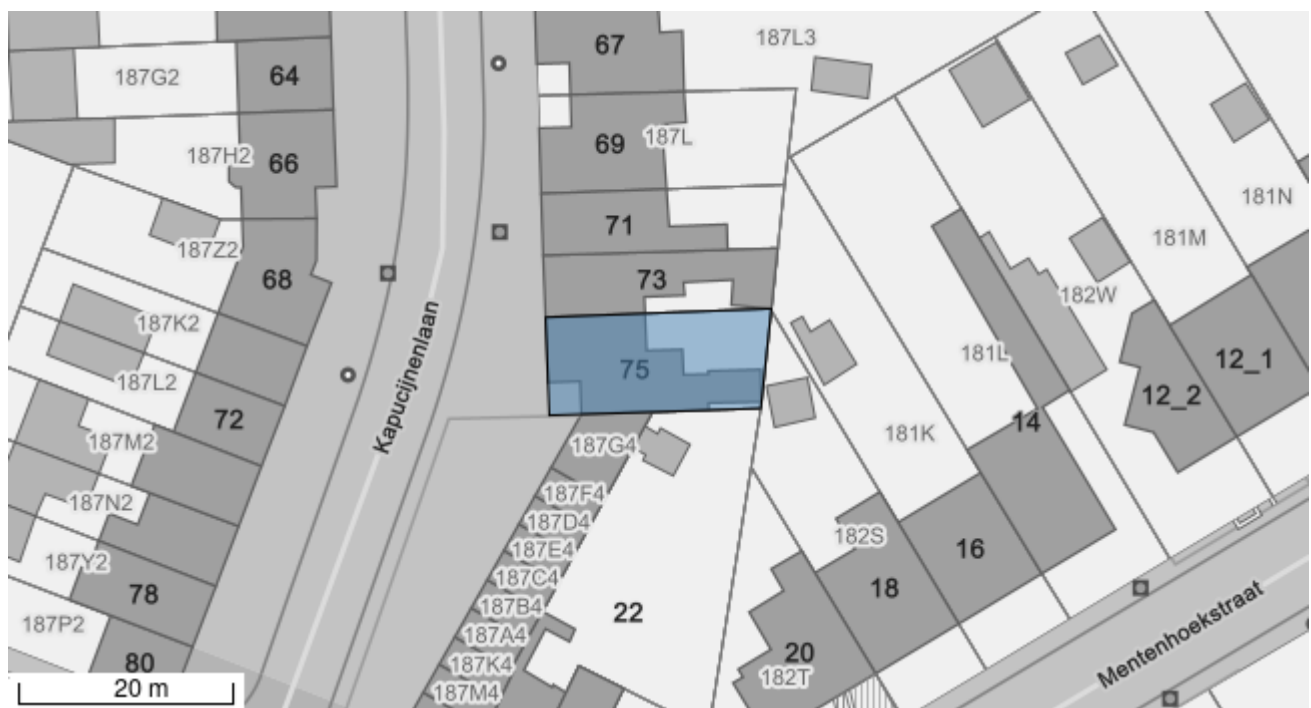 67
187L3
187G2
64
69
187L
187H2
66
181N
71
181M
187Z2
68
73
182W
187K2
181L
12_1
75
187L2
12_2
Kapucijnenlaan
72
14
181K
187M2
187G4
187F4
187N2
187D4
182S
187E4
16
187Y2
187C4
18
78
187B4
22
187P2
187A4
Mentenhoekstraat
20
80
187K4
182T
20 m
187M4